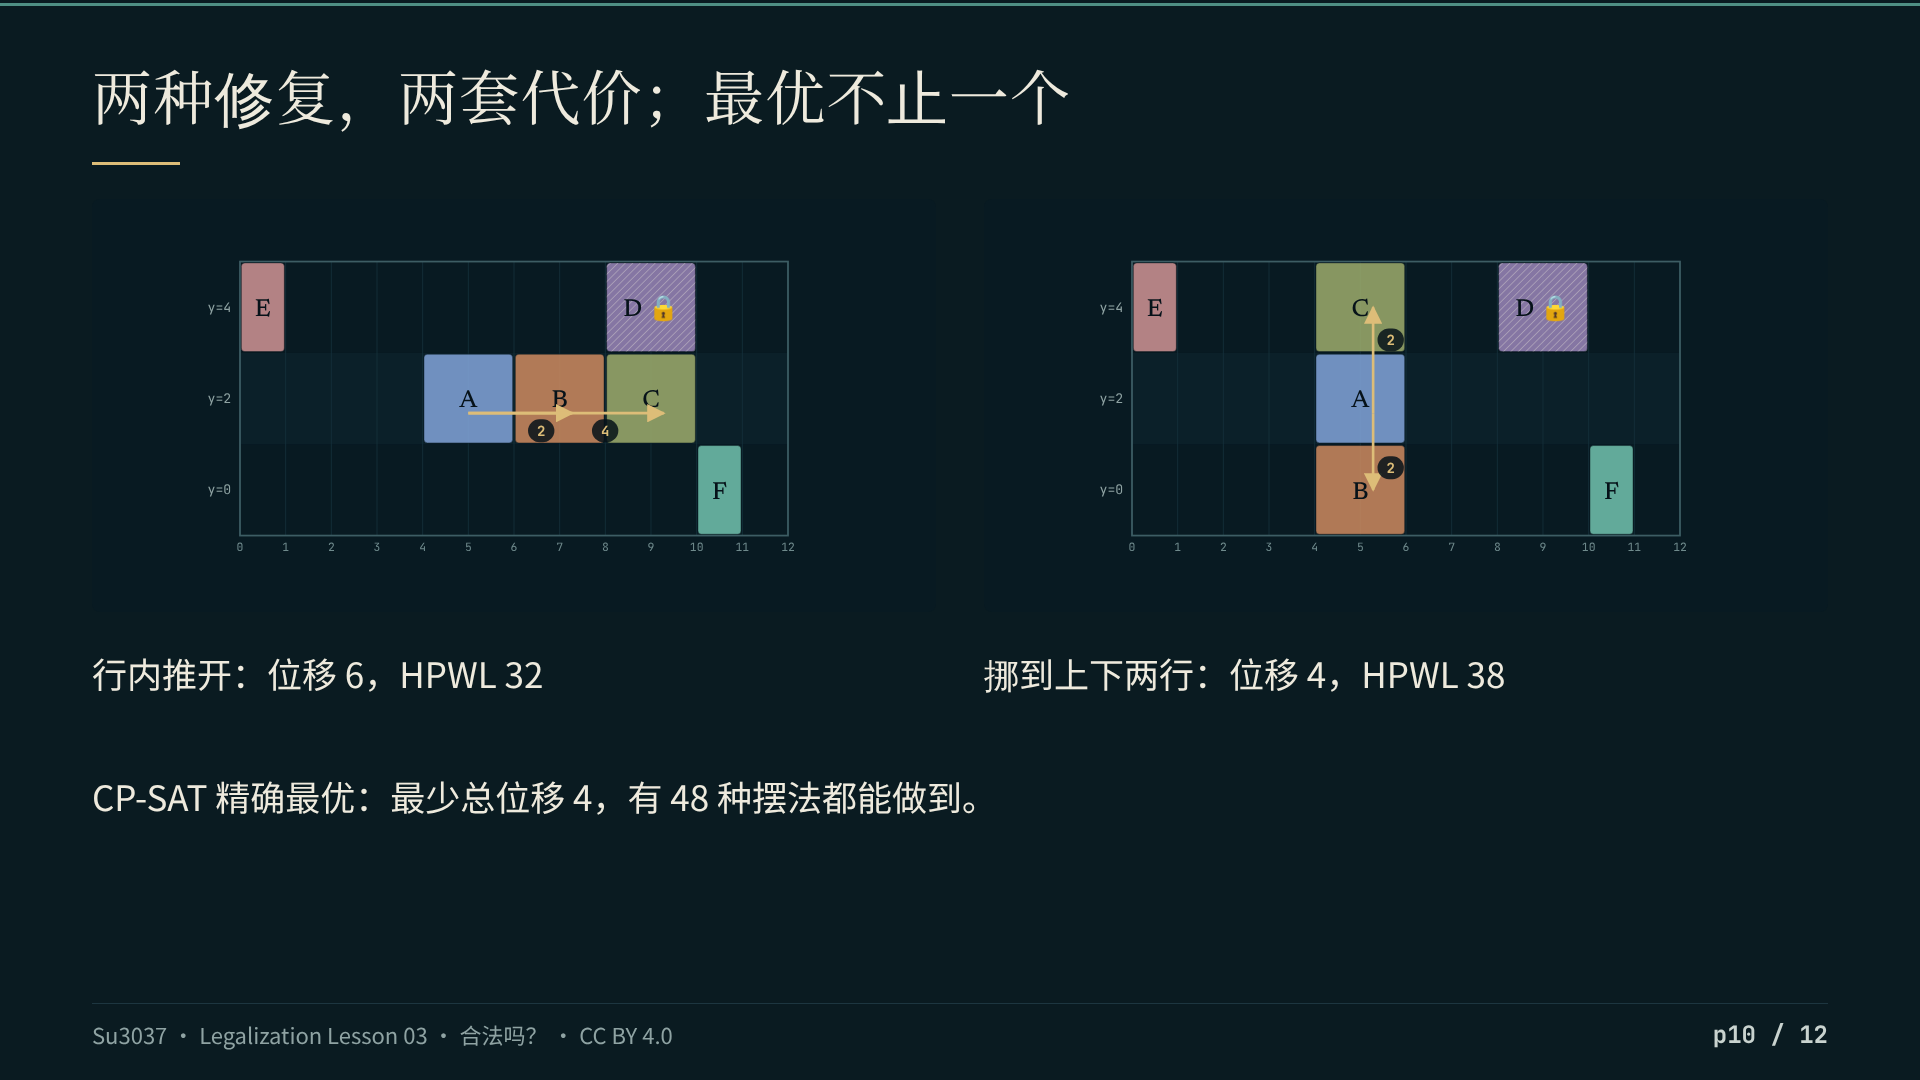 两种修复，两套代价；最优不止一个
y=4
E
D 🔒
y=2
A
B
C
2
4
y=0
F
0 1 2 3 4 5 6 7 8 9 10 11 12
y=4
E
C
D 🔒
2
y=2
A
2
y=0
B
F
0 1 2 3 4 5 6 7 8 9 10 11 12
行内推开：位移 6，HPWL 32
挪到上下两行：位移 4，HPWL 38
CP-SAT 精确最优：最少总位移 4，有 48 种摆法都能做到。
Su3037 · Legalization Lesson 03 · 合法吗？ · CC BY 4.0
p10 / 12